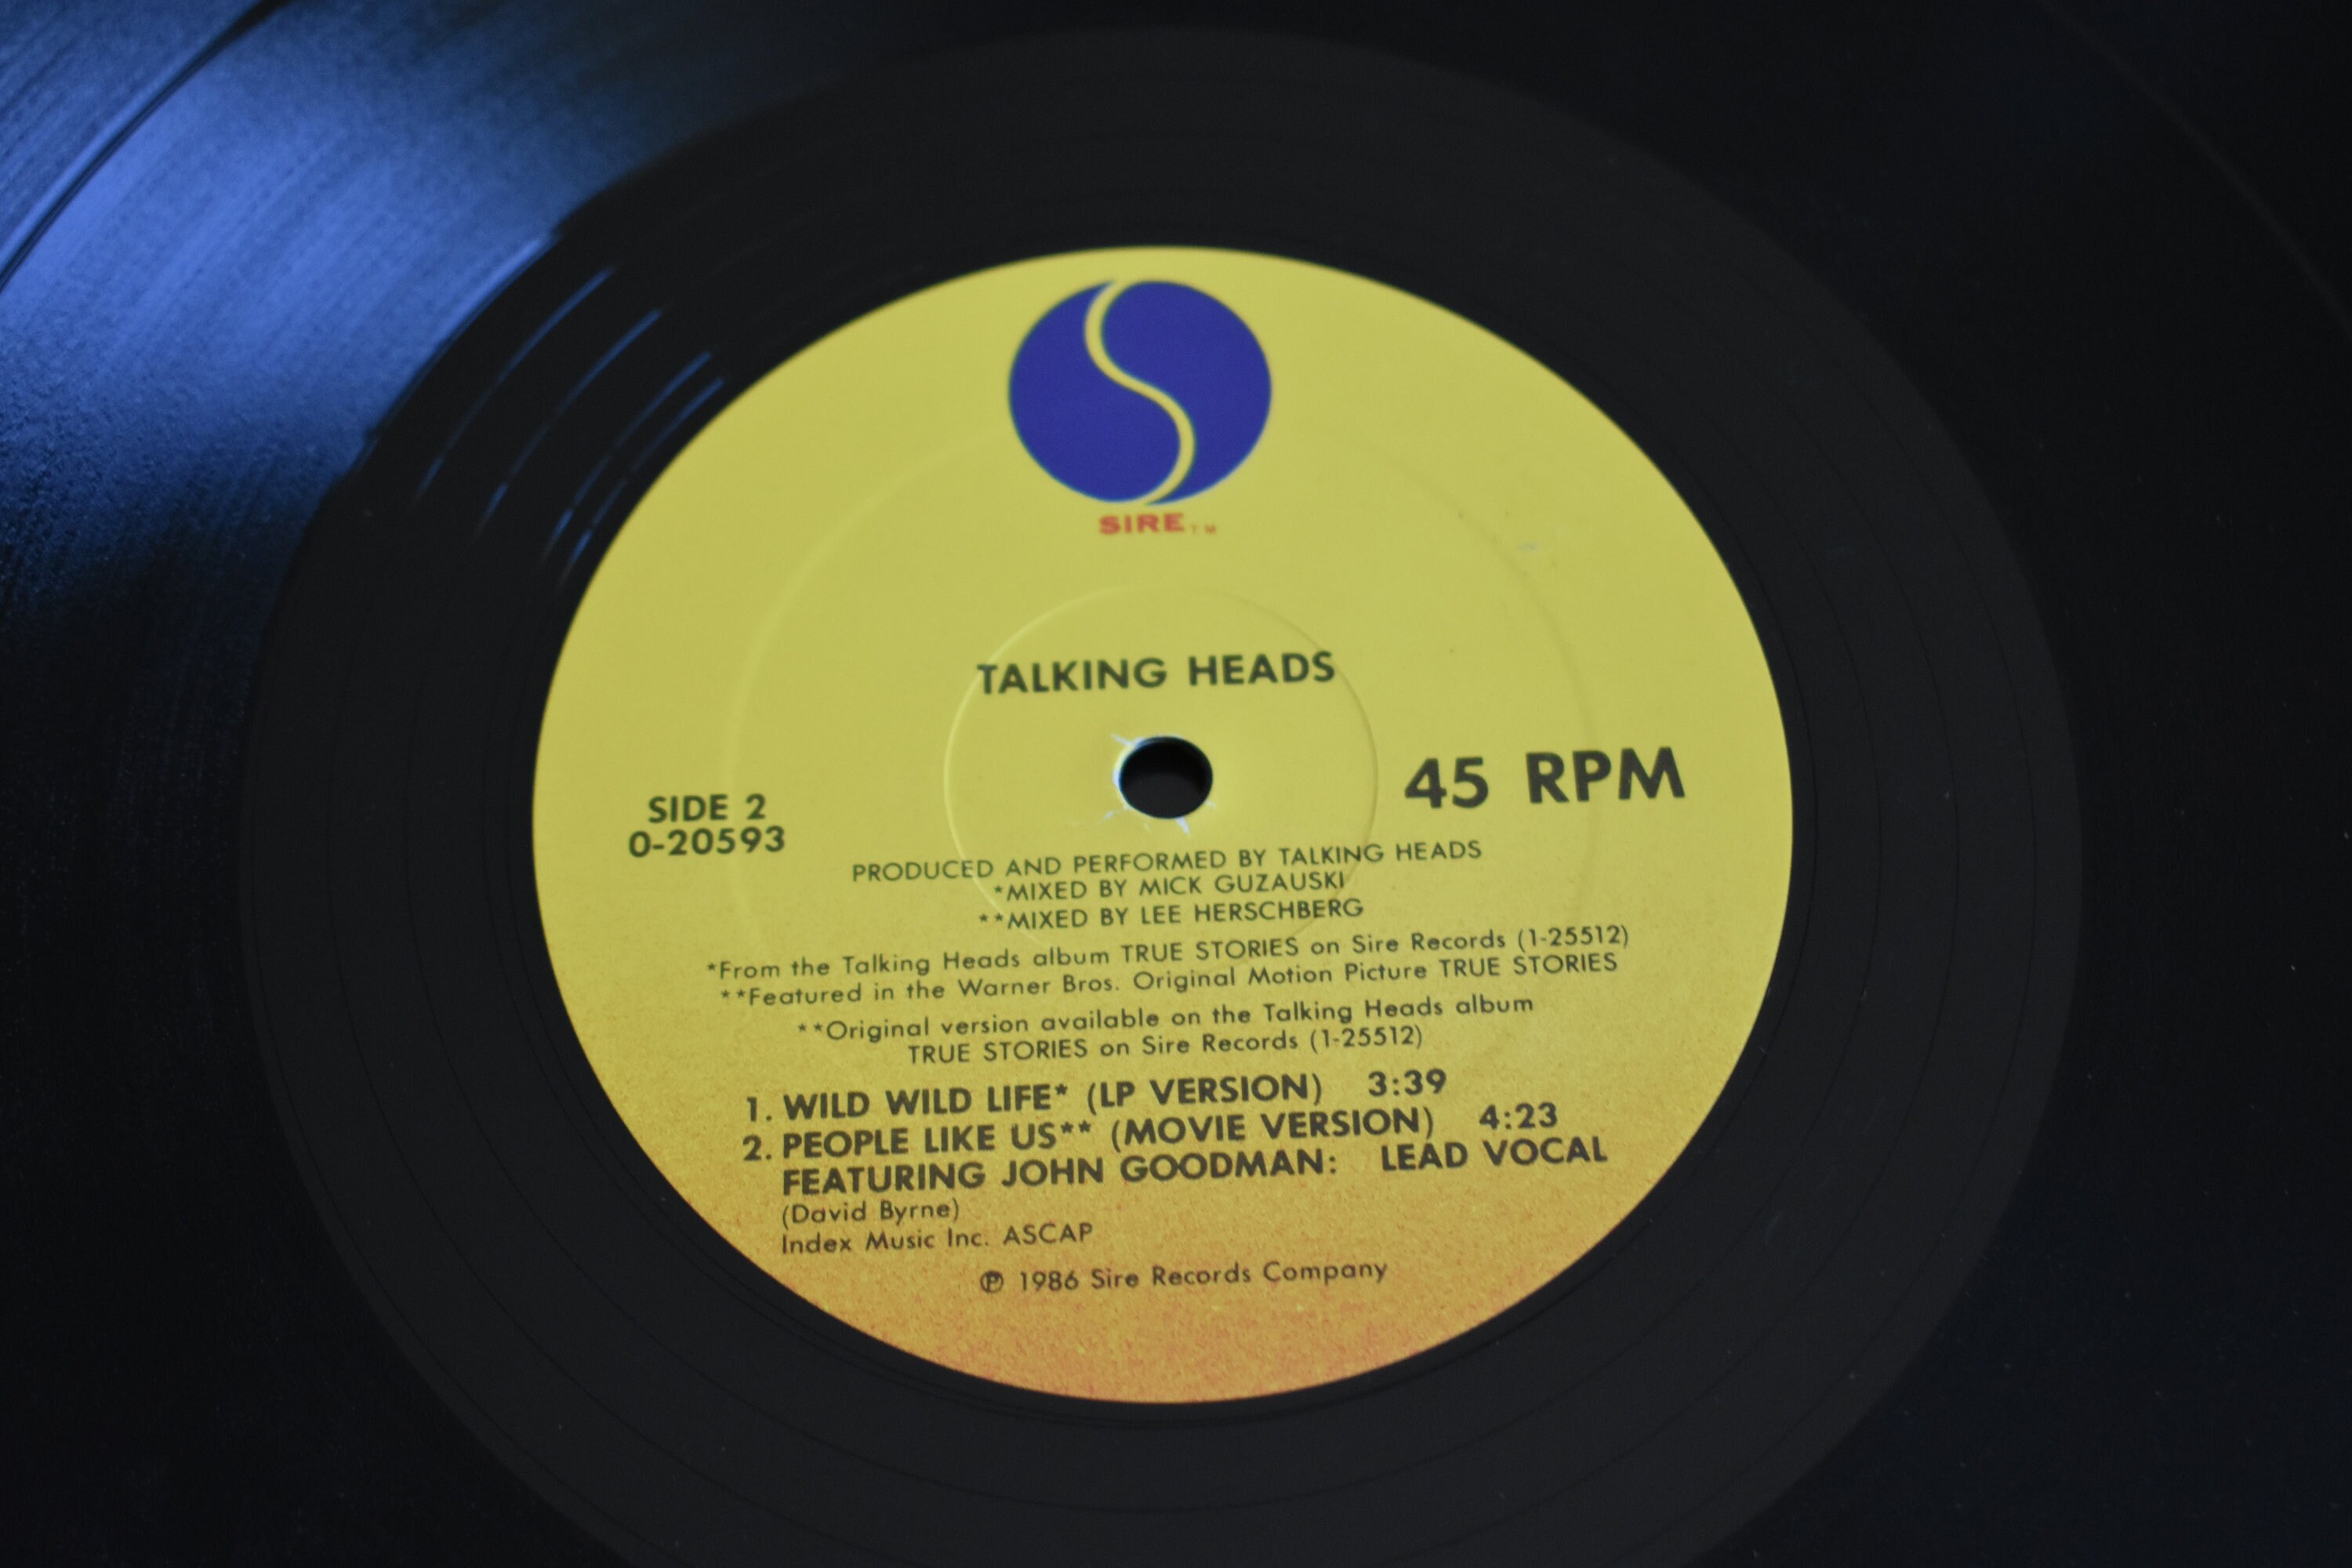 SIRE™
TALKING HEADS
45 RPM
SIDE 2
0-20593
PRODUCED AND PERFORMED BY TALKING HEADS
*MIXED BY MICK GUZAUSKI
**MIXED BY LEE HERSCHBERG
*From the Talking Heads album TRUE STORIES on Sire Records (1-25512)
**Featured in the Warner Bros. Original Motion Picture TRUE STORIES
**Original version available on the Talking Heads album
TRUE STORIES on Sire Records (1-25512)
1. WILD WILD LIFE* (LP VERSION) 3:39
2. PEOPLE LIKE US** (MOVIE VERSION) 4:23
FEATURING JOHN GOODMAN: LEAD VOCAL
(David Byrne)
Index Music Inc. ASCAP
℗ 1986 Sire Records Company